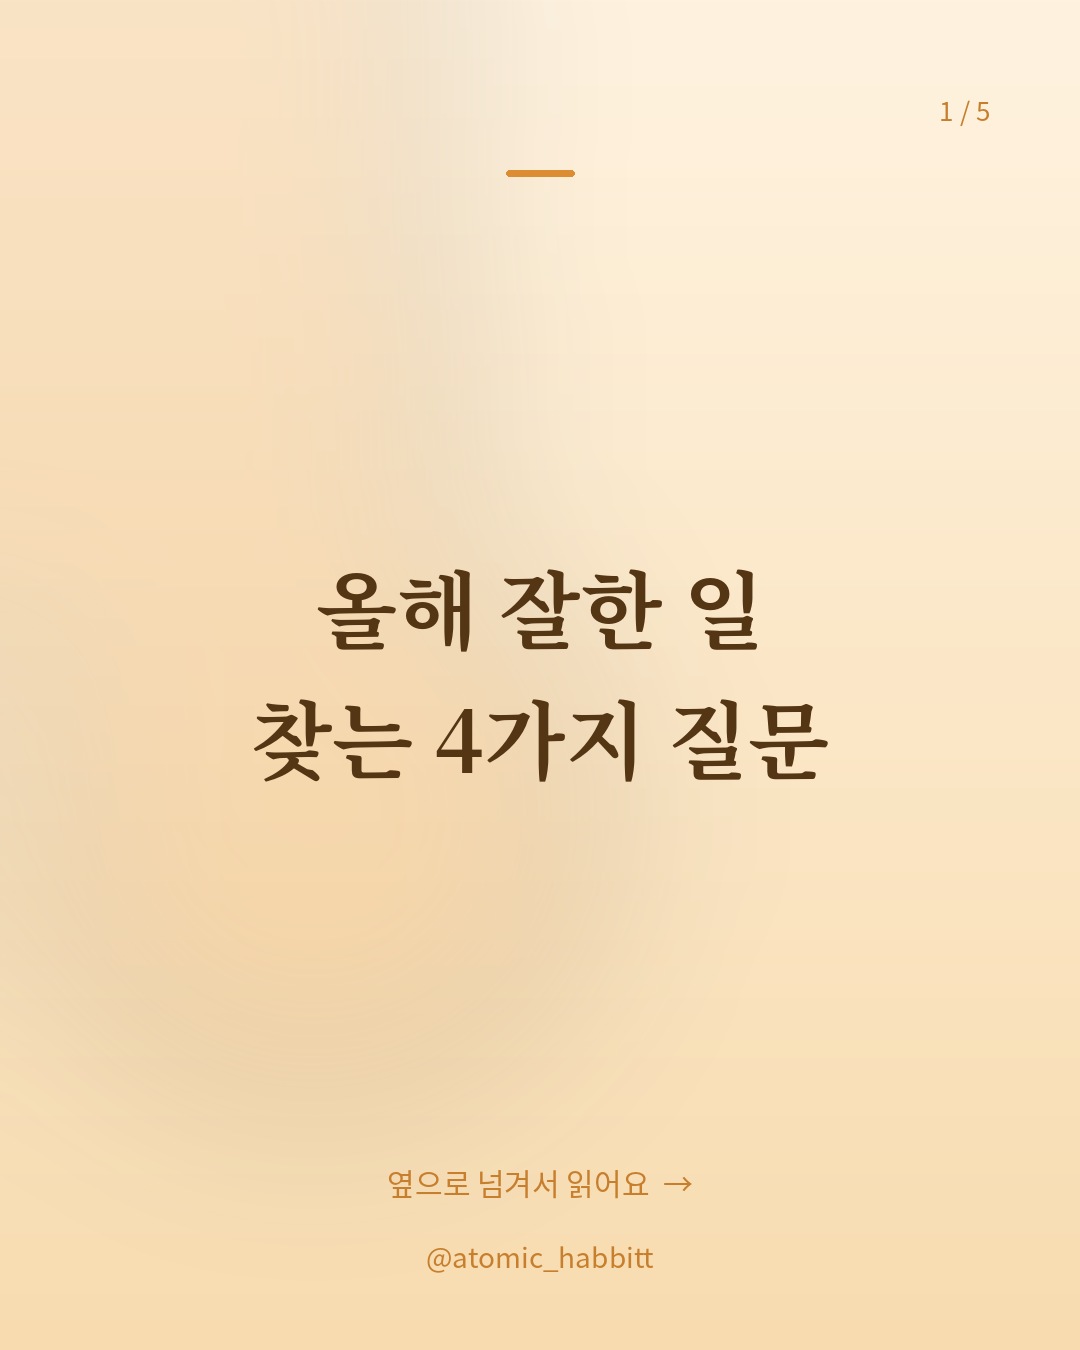 1 / 5
올해 잘한 일
찾는 4가지 질문
옆으로 넘겨서 읽어요 →
@atomic_habbitt